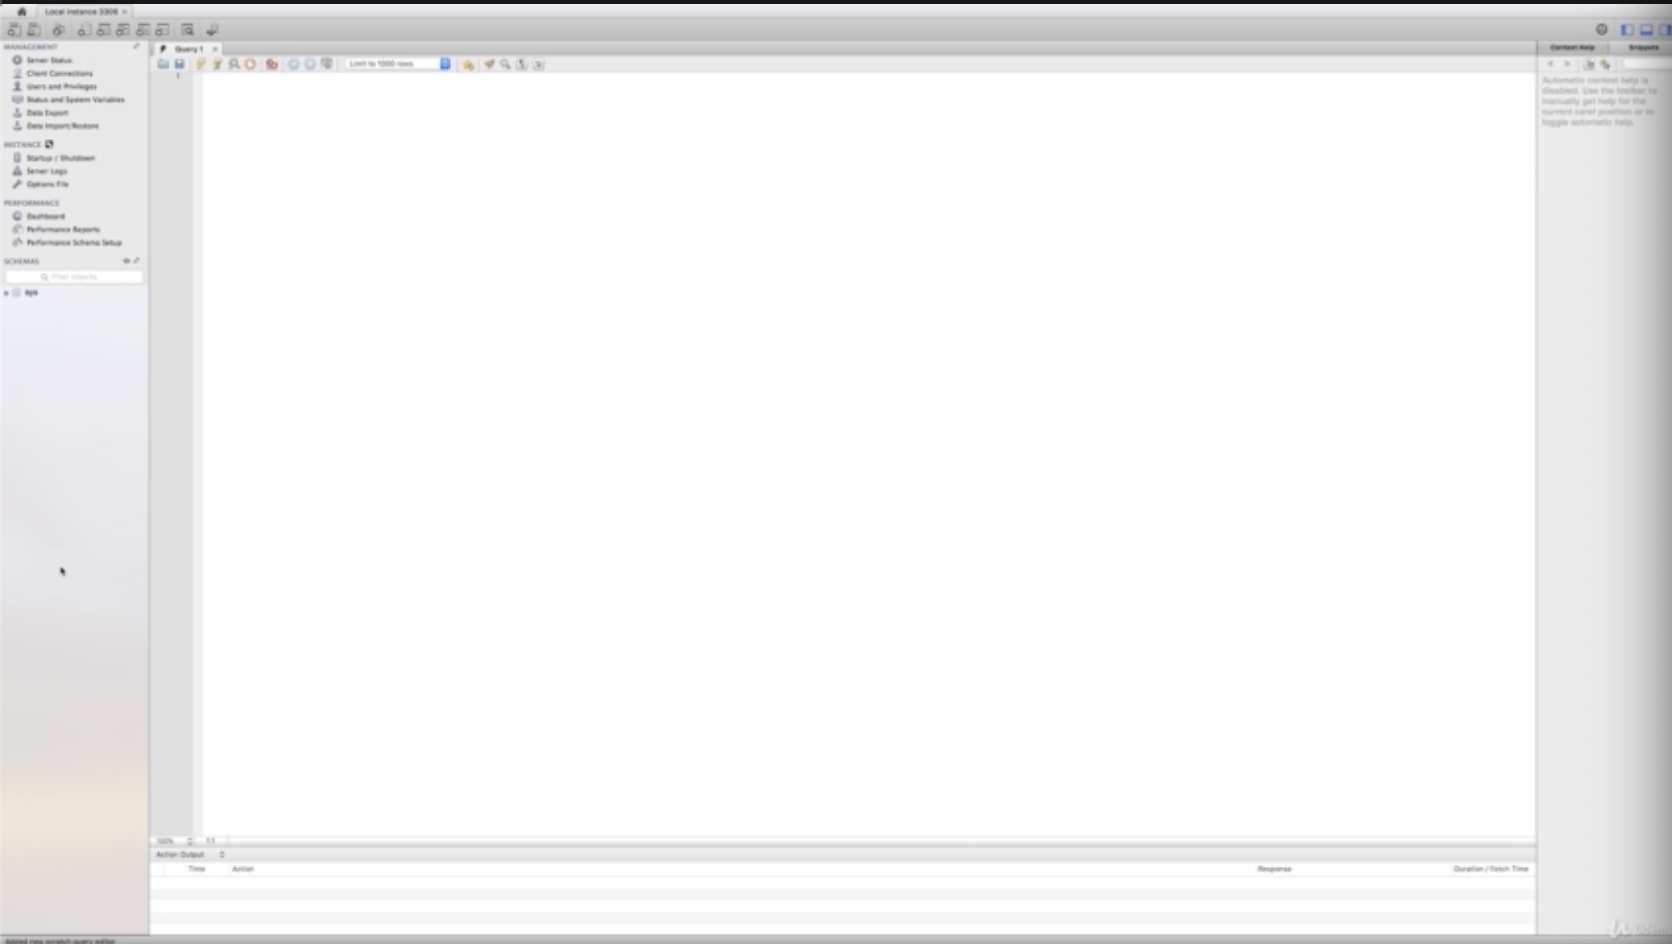 Local instance 3306 ×
MANAGEMENT
Server Status
Client Connections
Users and Privileges
Status and System Variables
Data Export
Data Import/Restore
INSTANCE
Startup / Shutdown
Server Logs
Options File
PERFORMANCE
Dashboard
Performance Reports
Performance Schema Setup
SCHEMAS
Filter objects
sys
Query 1 ×
Limit to 1000 rows
1
100% 1:1
Action Output
Time Action Response Duration / Fetch Time
Context Help Snippets
Automatic context help is
disabled. Use the toolbar to
manually get help for the
current caret position or to
toggle automatic help.
Added new scratch query editor
Udemy